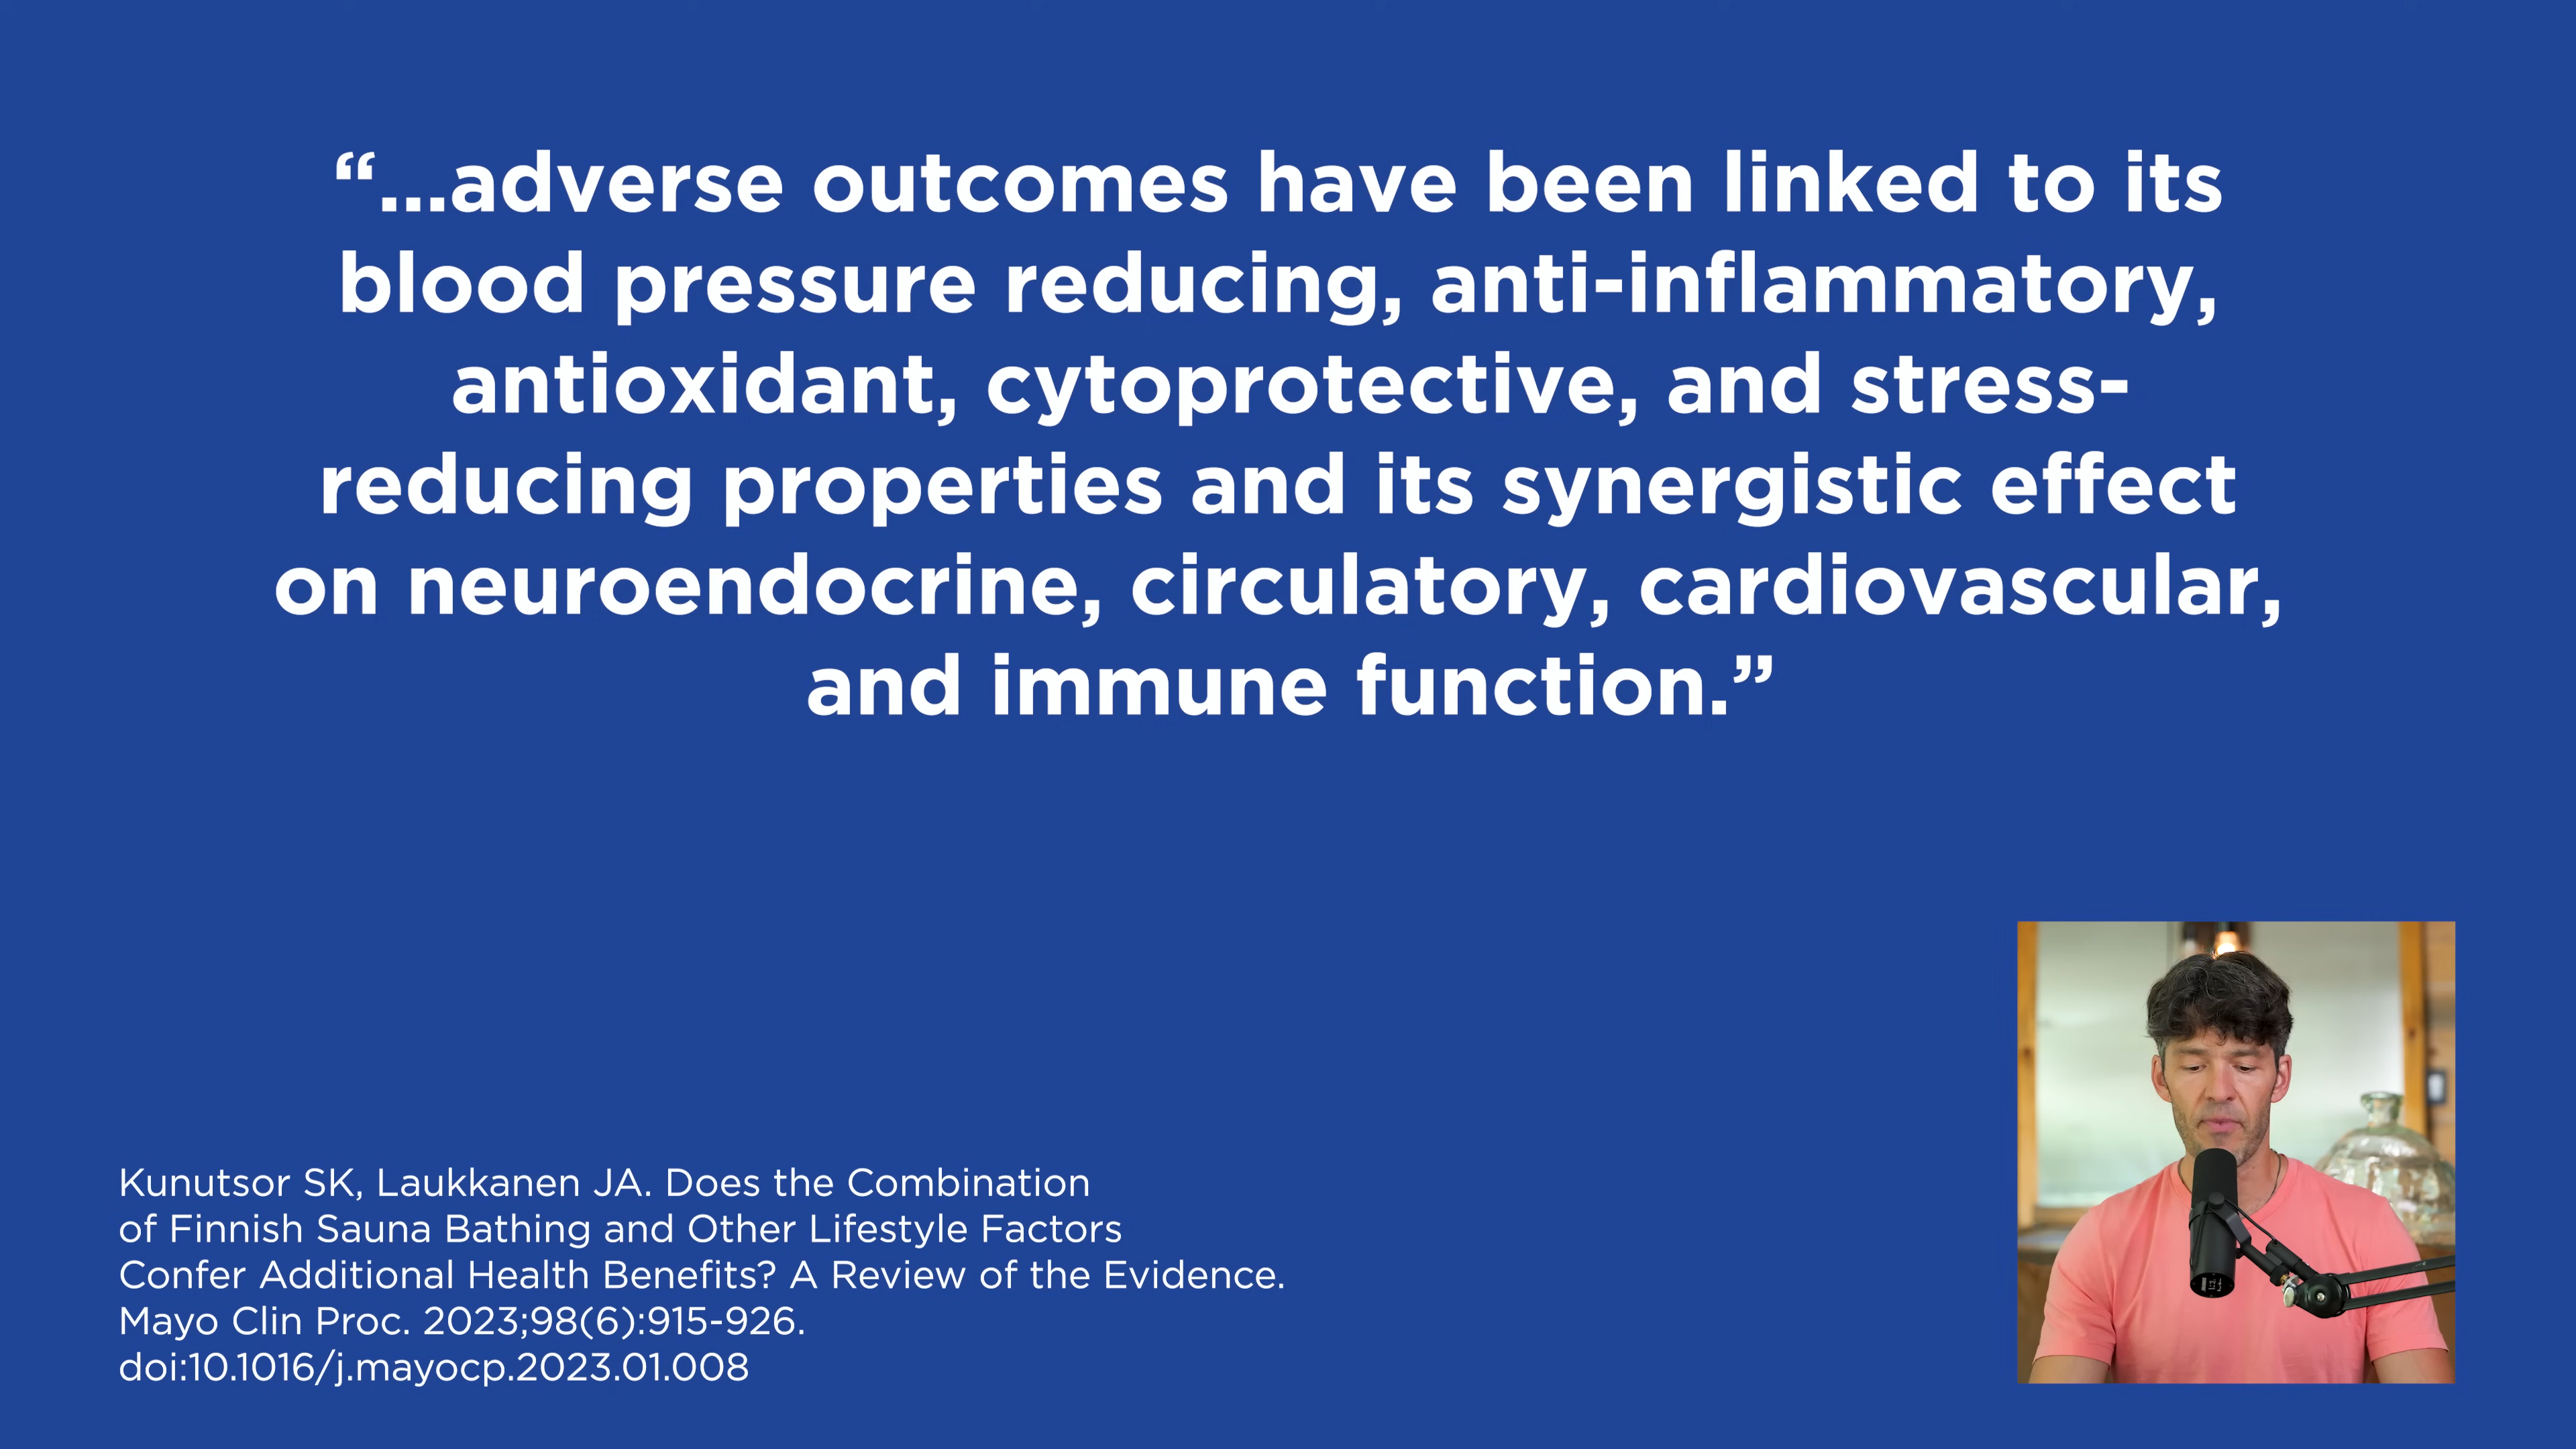 “...adverse outcomes have been linked to its
blood pressure reducing, anti-inflammatory,
antioxidant, cytoprotective, and stress-
reducing properties and its synergistic effect
on neuroendocrine, circulatory, cardiovascular,
and immune function.”
Kunutsor SK, Laukkanen JA. Does the Combination
of Finnish Sauna Bathing and Other Lifestyle Factors
Confer Additional Health Benefits? A Review of the Evidence.
Mayo Clin Proc. 2023;98(6):915-926.
doi:10.1016/j.mayocp.2023.01.008